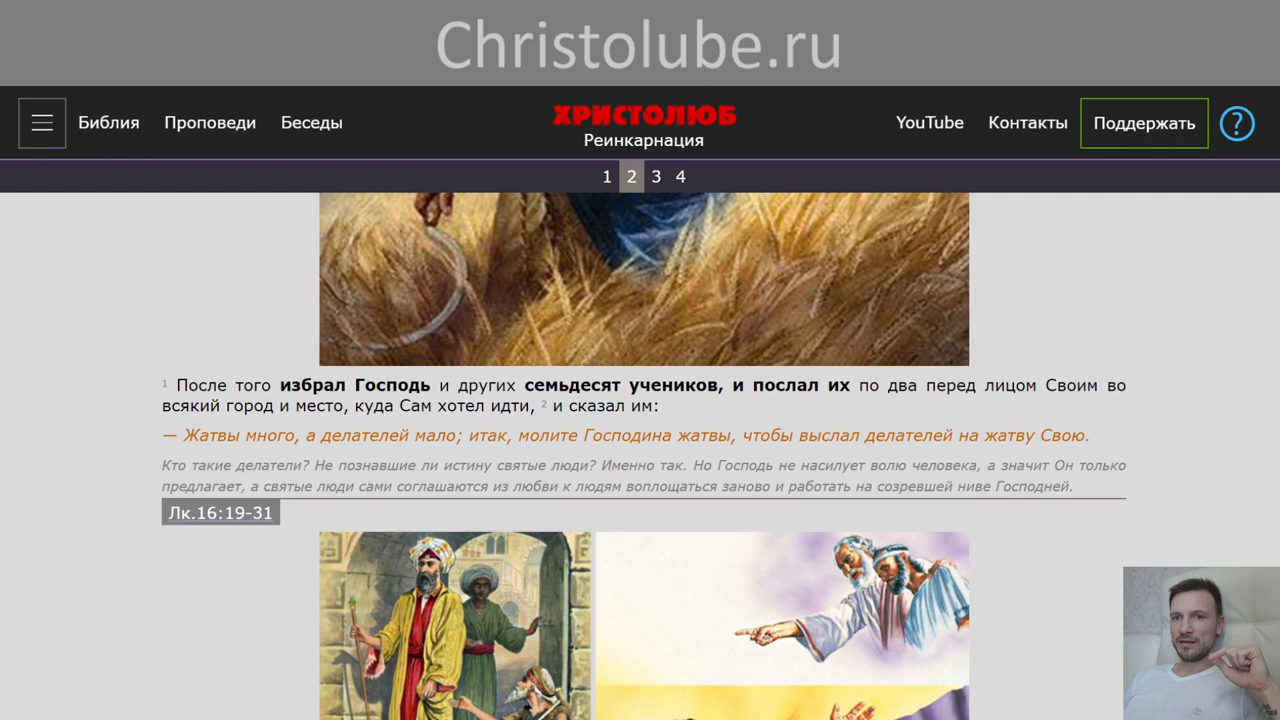 Christolube.ru
Библия Проповеди Беседы ХРИСТОЛЮБ YouTube Контакты Поддержать ?
Реинкарнация
1 2 3 4
1 После того избрал Господь и других семьдесят учеников, и послал их по два перед лицом Своим во
всякий город и место, куда Сам хотел идти, 2 и сказал им:
— Жатвы много, а делателей мало; итак, молите Господина жатвы, чтобы выслал делателей на жатву Свою.
Кто такие делатели? Не познавшие ли истину святые люди? Именно так. Но Господь не насилует волю человека, а значит Он только
предлагает, а святые люди сами соглашаются из любви к людям воплощаться заново и работать на созревшей ниве Господней.
Лк.16:19-31